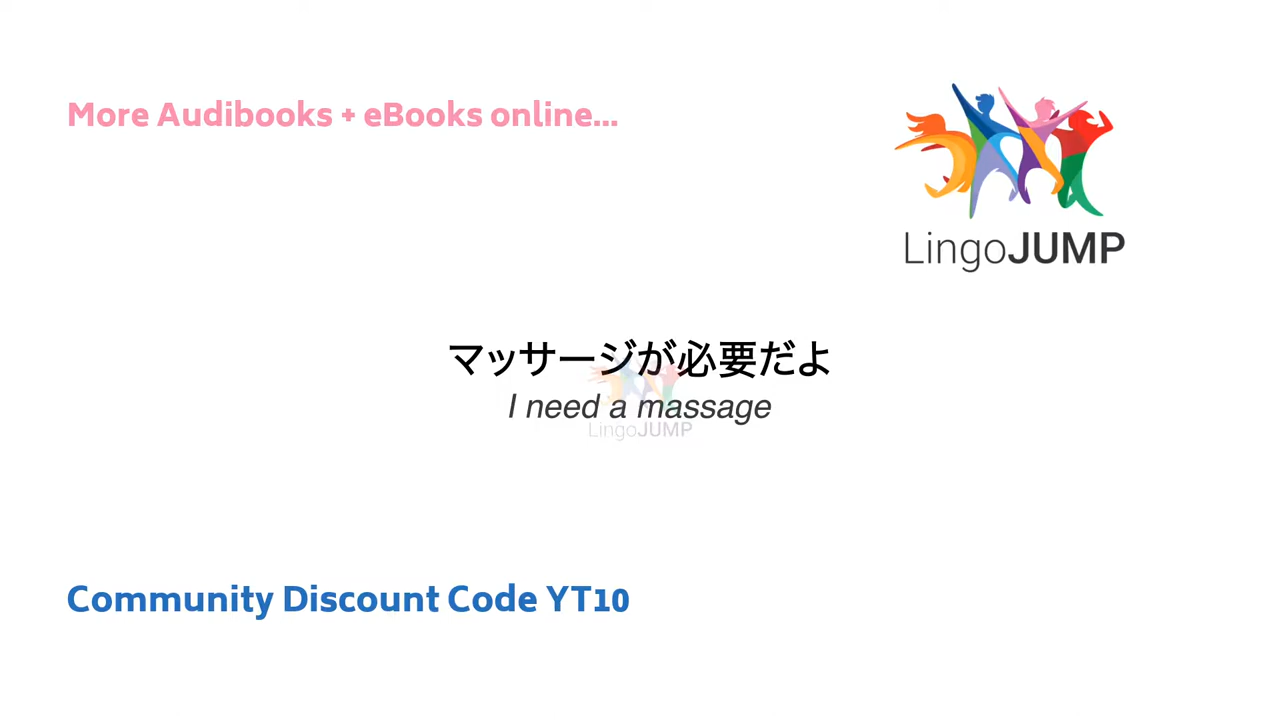 More Audibooks + eBooks online...
LingoJUMP
マッサージが必要だよ
I need a massage
LingoJUMP
Community Discount Code YT10